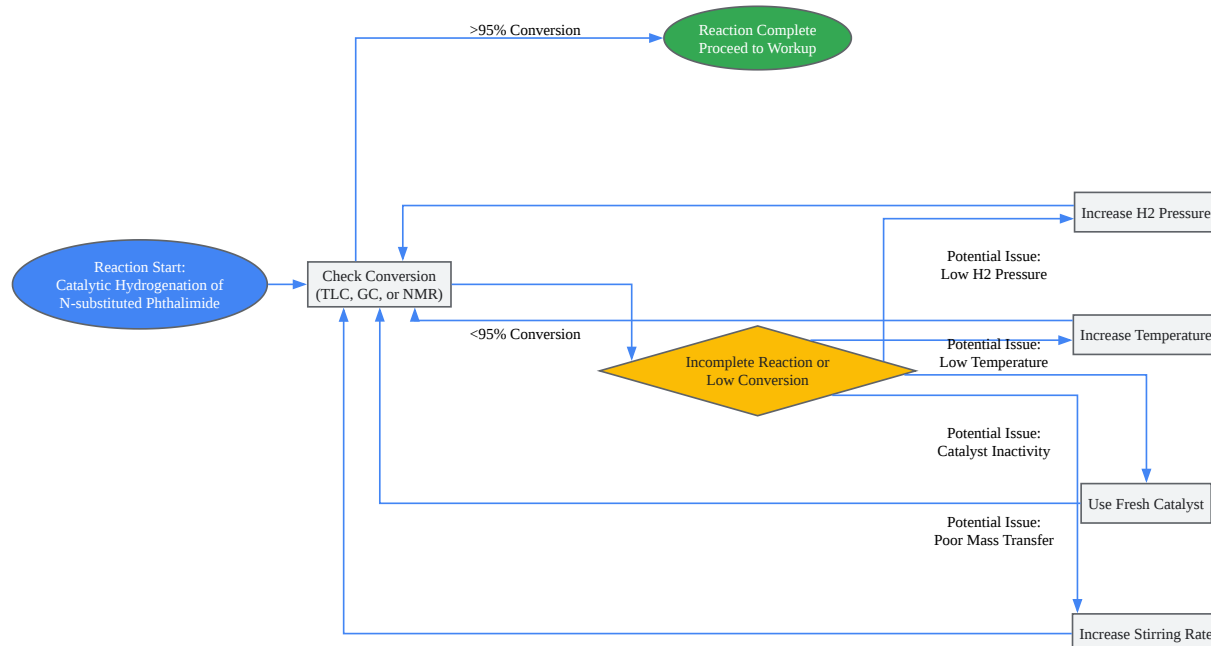 >95% Conversion
Reaction Complete
Proceed to Workup
Increase H2 Pressure
Potential Issue:
Low H2 Pressure
Reaction Start:
Catalytic Hydrogenation of
N-substituted Phthalimide
Check Conversion
(TLC, GC, or NMR)
<95% Conversion
Increase Temperature
Potential Issue:
Low Temperature
Incomplete Reaction or
Low Conversion
Potential Issue:
Catalyst Inactivity
Use Fresh Catalyst
Potential Issue:
Poor Mass Transfer
Increase Stirring Rate